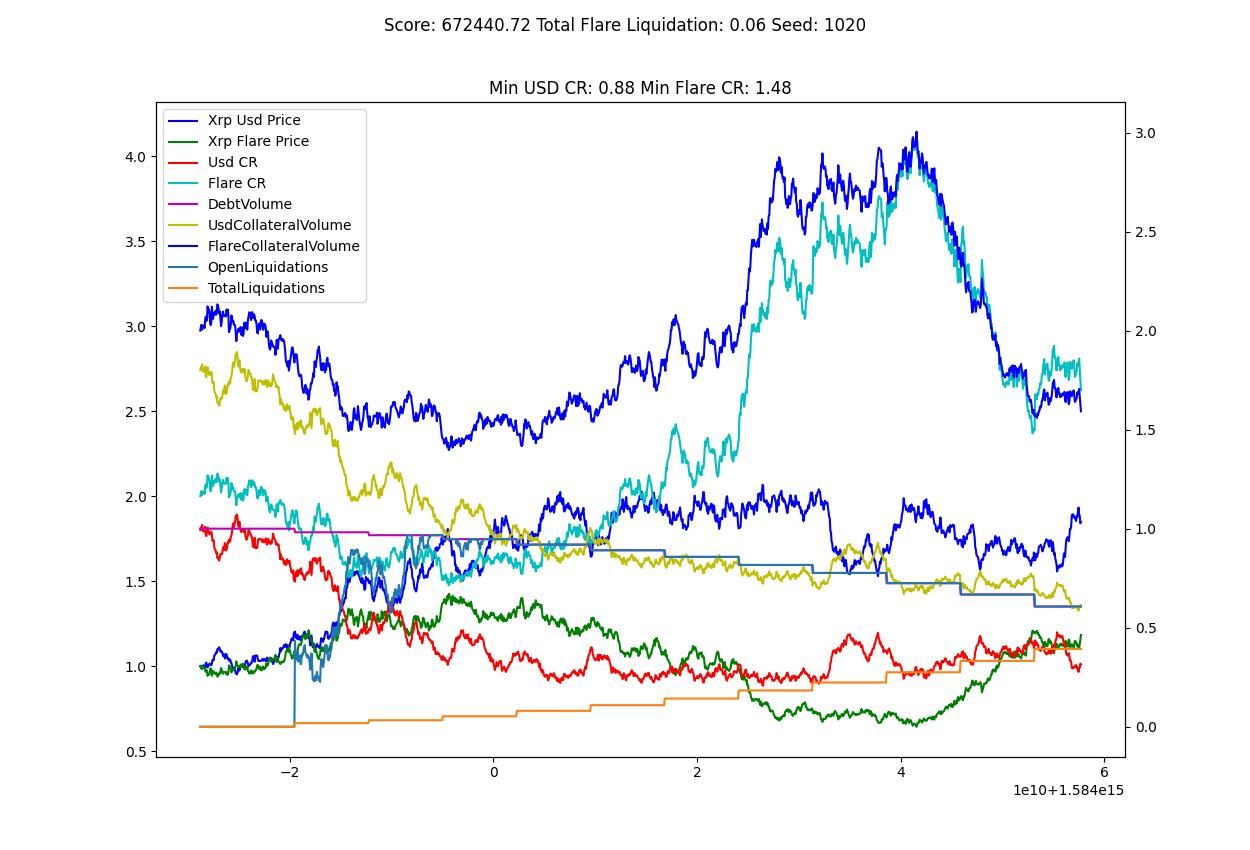 Score: 672440.72 Total Flare Liquidation: 0.06 Seed: 1020
Min USD CR: 0.88 Min Flare CR: 1.48
Xrp Usd Price
Xrp Flare Price
Usd CR
Flare CR
DebtVolume
UsdCollateralVolume
FlareCollateralVolume
OpenLiquidations
TotalLiquidations
4.0
3.5
3.0
2.5
2.0
1.5
1.0
0.5
3.0
2.5
2.0
1.5
1.0
0.5
0.0
−2 0 2 4 6
1e10+1.584e15